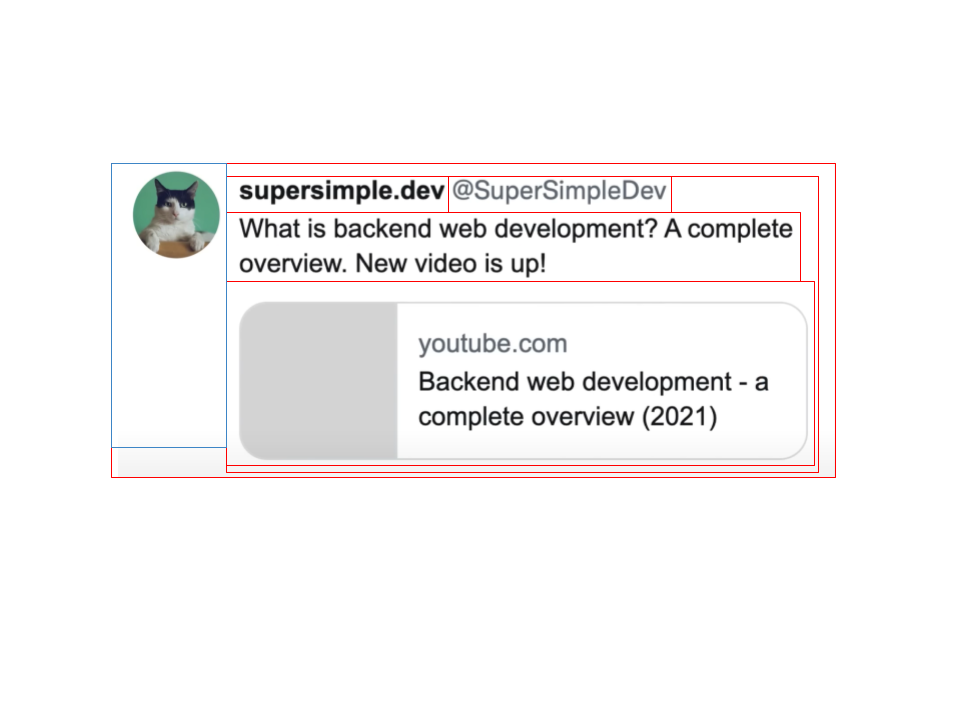 supersimple.dev @SuperSimpleDev
What is backend web development? A complete
overview. New video is up!
youtube.com
Backend web development - a
complete overview (2021)